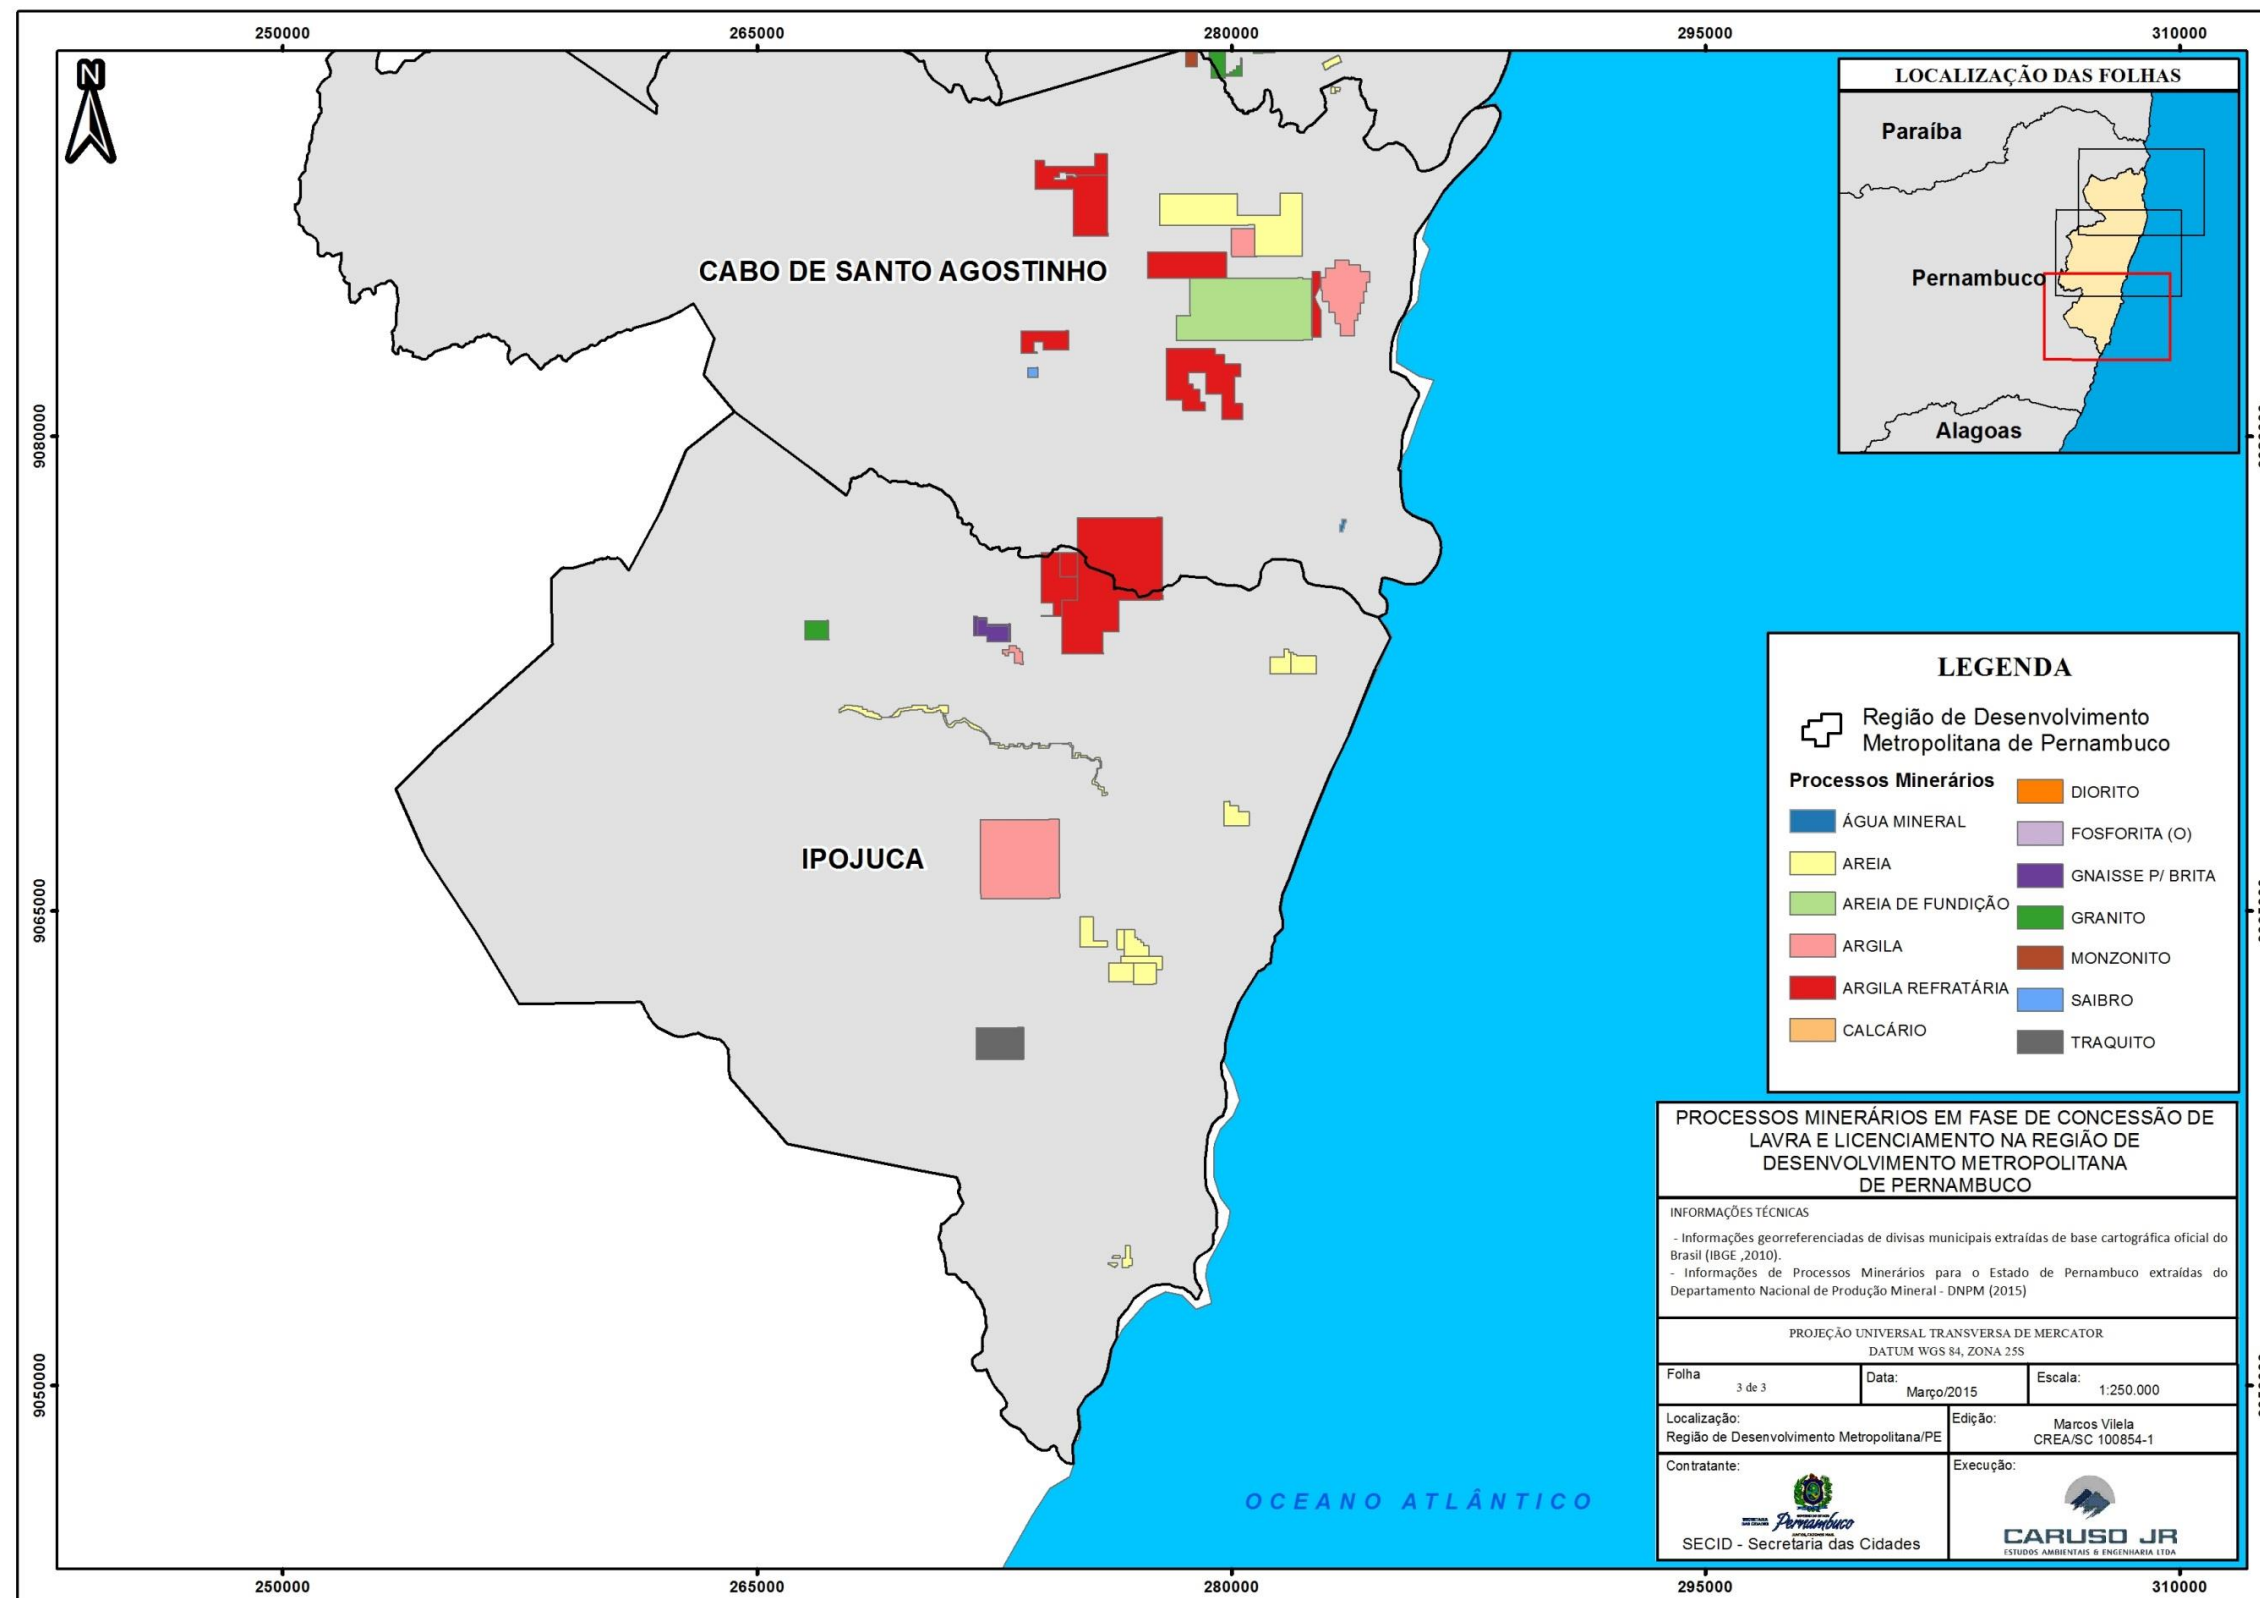 250000
265000
280000
295000
310000
N
LOCALIZAÇÃO DAS FOLHAS
Paraíba
Pernambuco
Alagoas
CABO DE SANTO AGOSTINHO
IPOJUCA
9080000
9065000
9050000
LEGENDA
Região de Desenvolvimento
Metropolitana de Pernambuco
Processos Minerários
ÁGUA MINERAL
AREIA
AREIA DE FUNDIÇÃO
ARGILA
ARGILA REFRATÁRIA
CALCÁRIO
DIORITO
FOSFORITA (O)
GNAISSE P/ BRITA
GRANITO
MONZONITO
SAIBRO
TRAQUITO
PROCESSOS MINERÁRIOS EM FASE DE CONCESSÃO DE
LAVRA E LICENCIAMENTO NA REGIÃO DE
DESENVOLVIMENTO METROPOLITANA
DE PERNAMBUCO
INFORMAÇÕES TÉCNICAS
- Informações georreferenciadas de divisas municipais extraídas de base cartográfica oficial do
Brasil (IBGE ,2010).
- Informações de Processos Minerários para o Estado de Pernambuco extraídas do
Departamento Nacional de Produção Mineral - DNPM (2015)
PROJEÇÃO UNIVERSAL TRANSVERSA DE MERCATOR
DATUM WGS 84, ZONA 25S
Folha
3 de 3
Data:
Março/2015
Escala:
1:250.000
Localização:
Região de Desenvolvimento Metropolitana/PE
Edição:
Marcos Vilela
CREA/SC 100854-1
Contratante:
Pernambuco
SECID - Secretaria das Cidades
Execução:
CARUSO JR
ESTUDOS AMBIENTAIS & ENGENHARIA LTDA
OCEANO ATLÂNTICO
250000
265000
280000
295000
310000